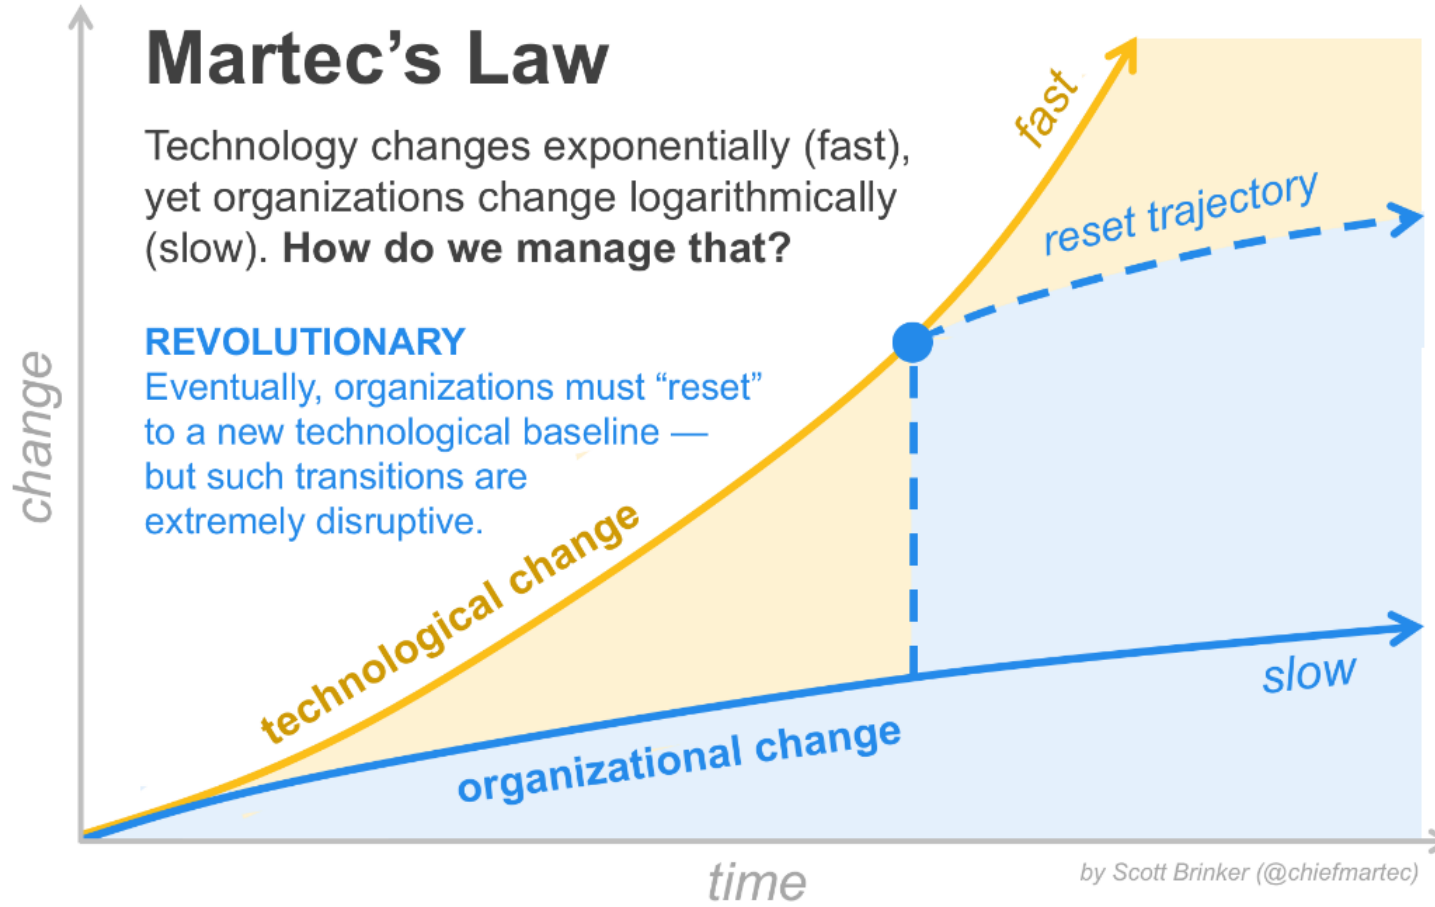 Martec’s Law
Technology changes exponentially (fast),
yet organizations change logarithmically
(slow). How do we manage that?
REVOLUTIONARY
Eventually, organizations must “reset”
to a new technological baseline —
but such transitions are
extremely disruptive.
fast
reset trajectory
technological change
organizational change
slow
change
time
by Scott Brinker (@chiefmartec)